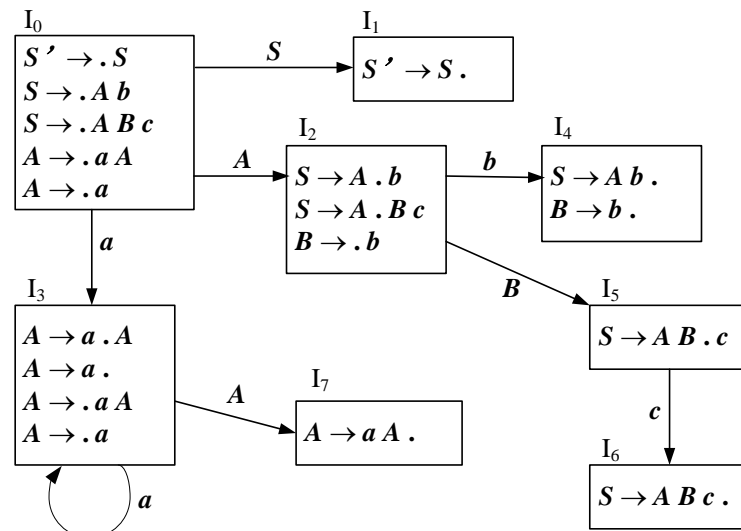 I₀
S′ → . S
S → . A b
S → . A B c
A → . a A
A → . a
S
I₁
S′ → S .
A
I₂
S → A . b
S → A . B c
B → . b
b
I₄
S → A b .
B → b .
a
B
I₃
A → a . A
A → a .
A → . a A
A → . a
a
A
I₇
A → a A .
I₅
S → A B . c
c
I₆
S → A B c .